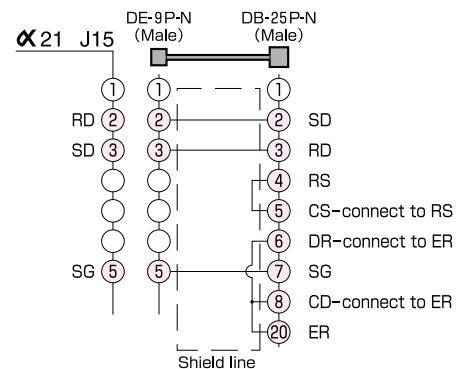 DE-9P-N DB-25P-N
(Male) (Male)
α21 J15
1 1 1
RD 2 2 2 SD
SD 3 3 3 RD
4 RS
5 CS-connect to RS
6 DR-connect to ER
SG 5 5 7 SG
8 CD-connect to ER
20 ER
Shield line